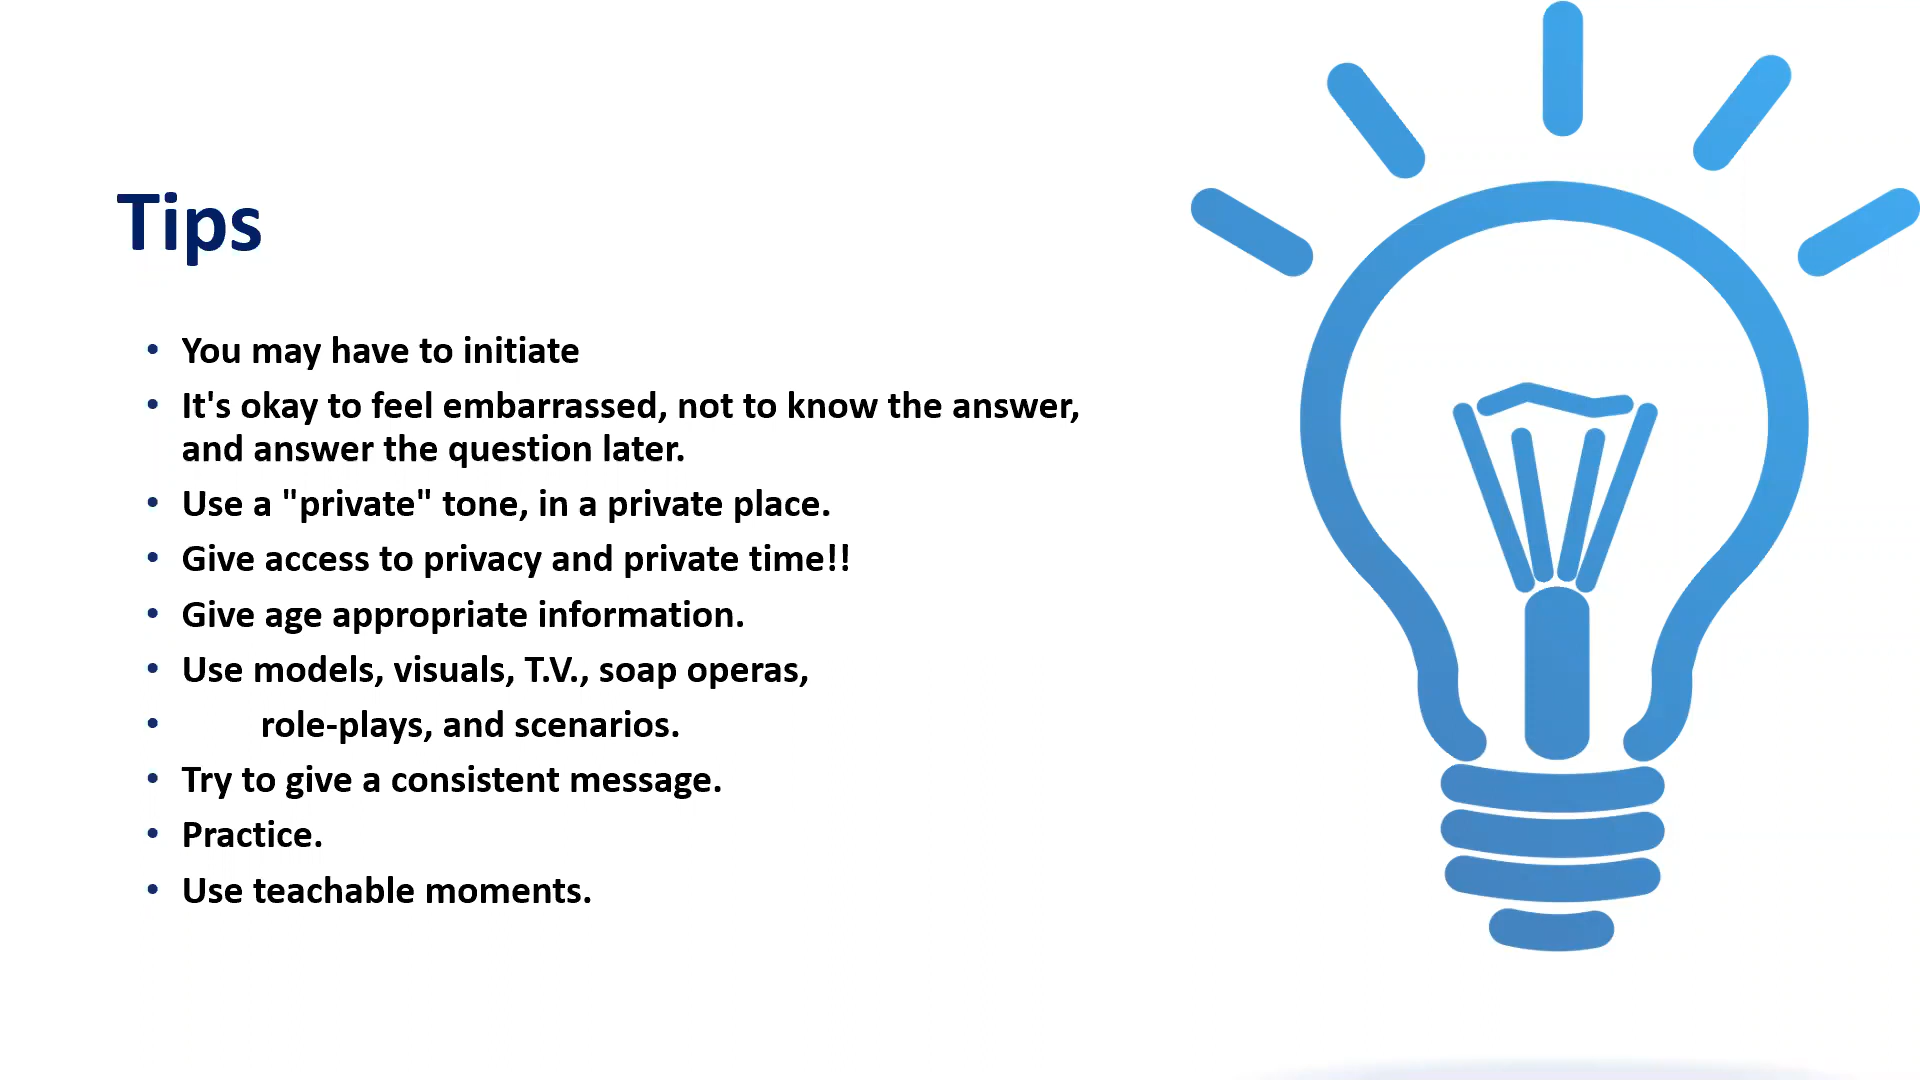 Tips
• You may have to initiate
• It's okay to feel embarrassed, not to know the answer,
and answer the question later.
• Use a "private" tone, in a private place.
• Give access to privacy and private time!!
• Give age appropriate information.
• Use models, visuals, T.V., soap operas,
• role-plays, and scenarios.
• Try to give a consistent message.
• Practice.
• Use teachable moments.